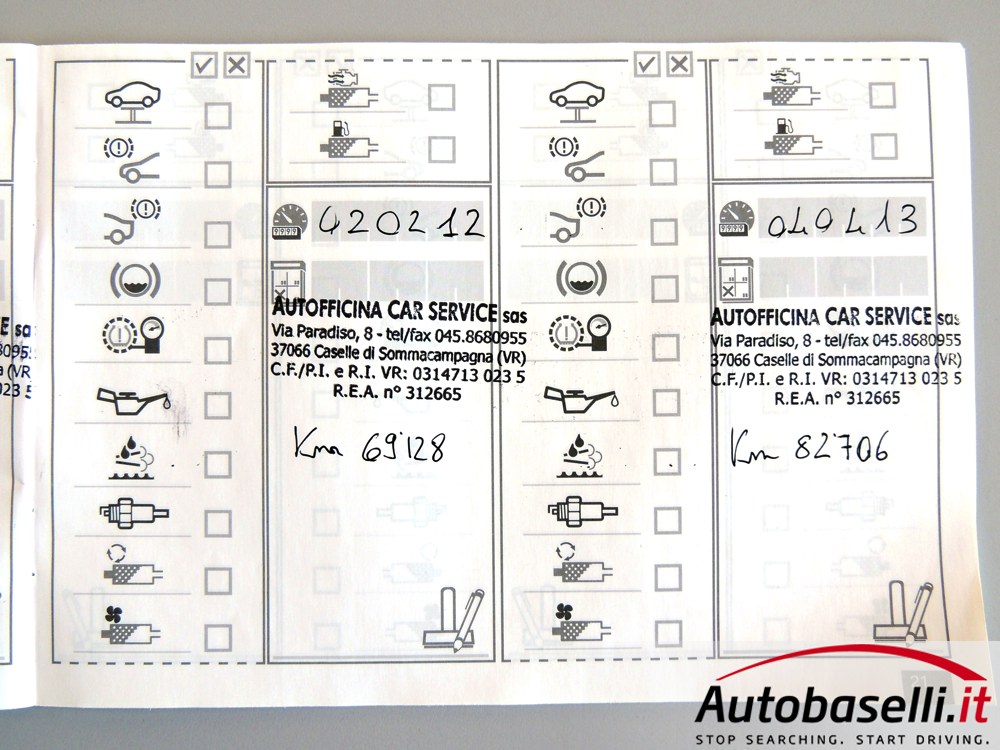 420212
AUTOFFICINA CAR SERVICE sas
Via Paradiso, 8 - tel/fax 045.8680955
37066 Caselle di Sommacampagna (VR)
C.F./P.I. e R.I. VR: 0314713 023 5
R.E.A. n° 312665
Km 69128
040413
AUTOFFICINA CAR SERVICE sas
Via Paradiso, 8 - tel/fax 045.8680955
37066 Caselle di Sommacampagna (VR)
C.F./P.I. e R.I. VR: 0314713 023 5
R.E.A. n° 312665
Km 82706
21
Autobaselli.it
STOP SEARCHING. START DRIVING.